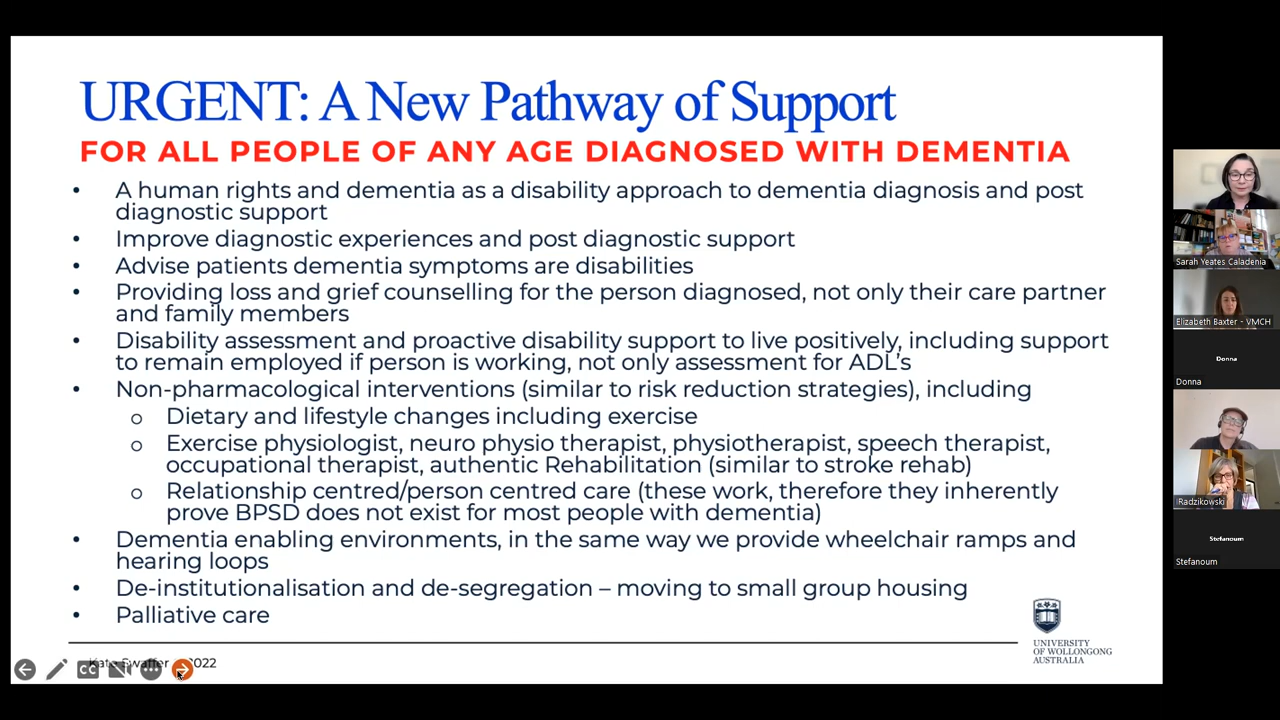 URGENT: A New Pathway of Support
FOR ALL PEOPLE OF ANY AGE DIAGNOSED WITH DEMENTIA
• A human rights and dementia as a disability approach to dementia diagnosis and post
diagnostic support
• Improve diagnostic experiences and post diagnostic support
• Advise patients dementia symptoms are disabilities
• Providing loss and grief counselling for the person diagnosed, not only their care partner
and family members
• Disability assessment and proactive disability support to live positively, including support
to remain employed if person is working, not only assessment for ADL’s
• Non-pharmacological interventions (similar to risk reduction strategies), including
o Dietary and lifestyle changes including exercise
o Exercise physiologist, neuro physio therapist, physiotherapist, speech therapist,
occupational therapist, authentic Rehabilitation (similar to stroke rehab)
o Relationship centred/person centred care (these work, therefore they inherently
prove BPSD does not exist for most people with dementia)
• Dementia enabling environments, in the same way we provide wheelchair ramps and
hearing loops
• De-institutionalisation and de-segregation – moving to small group housing
• Palliative care
Kate Swaffer 2022
CC
UNIVERSITY
OF WOLLONGONG
AUSTRALIA
Sarah Yeates Caladenia
Elizabeth Baxter - VMCH
Donna
Donna
iRadzikowski
Stefanoum
Stefanoum